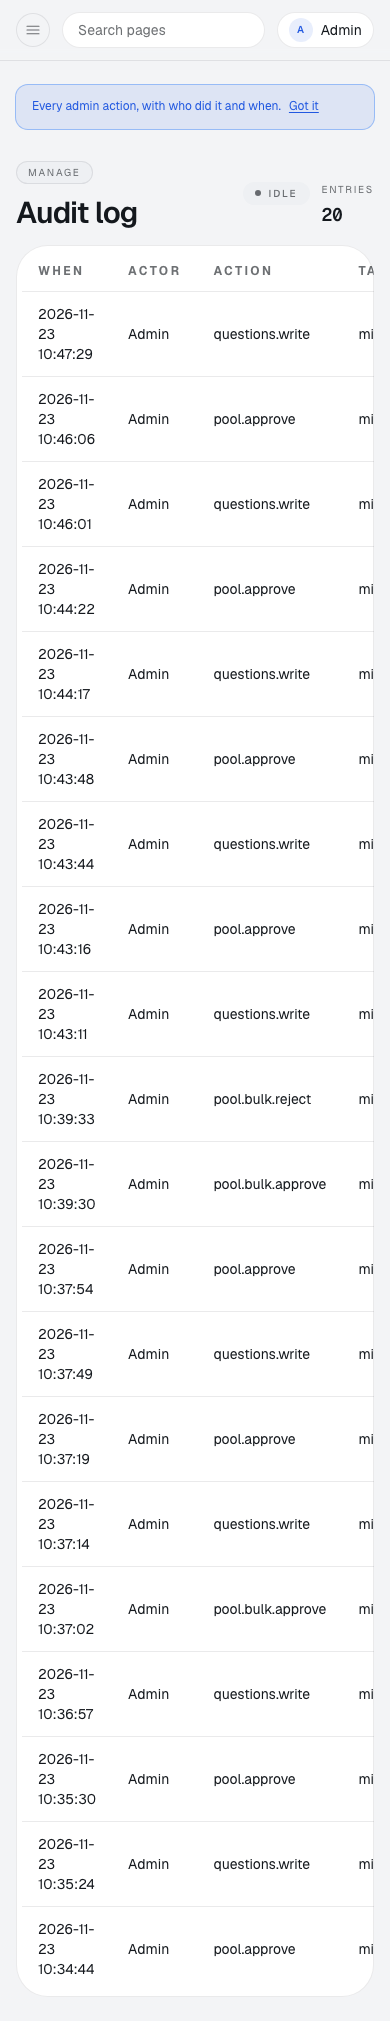 Search pages
A Admin
Every admin action, with who did it and when. Got it
MANAGE
Audit log
IDLE
ENTRIES
20
WHEN ACTOR ACTION TA
2026-11-
23
10:47:29
Admin questions.write mi
2026-11-
23
10:46:06
Admin pool.approve mi
2026-11-
23
10:46:01
Admin questions.write mi
2026-11-
23
10:44:22
Admin pool.approve mi
2026-11-
23
10:44:17
Admin questions.write mi
2026-11-
23
10:43:48
Admin pool.approve mi
2026-11-
23
10:43:44
Admin questions.write mi
2026-11-
23
10:43:16
Admin pool.approve mi
2026-11-
23
10:43:11
Admin questions.write mi
2026-11-
23
10:39:33
Admin pool.bulk.reject mi
2026-11-
23
10:39:30
Admin pool.bulk.approve mi
2026-11-
23
10:37:54
Admin pool.approve mi
2026-11-
23
10:37:49
Admin questions.write mi
2026-11-
23
10:37:19
Admin pool.approve mi
2026-11-
23
10:37:14
Admin questions.write mi
2026-11-
23
10:37:02
Admin pool.bulk.approve mi
2026-11-
23
10:36:57
Admin questions.write mi
2026-11-
23
10:35:30
Admin pool.approve mi
2026-11-
23
10:35:24
Admin questions.write mi
2026-11-
23
10:34:44
Admin pool.approve mi